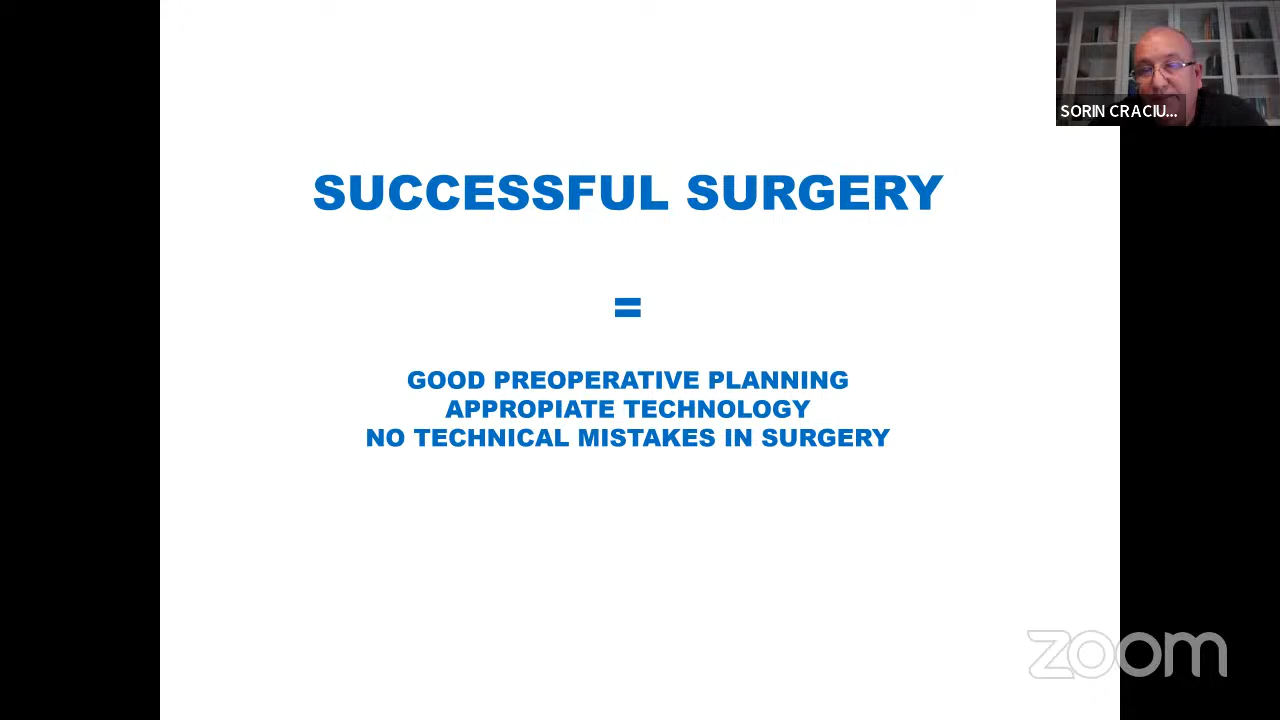 SORIN CRACIU...
SUCCESSFUL SURGERY
=
GOOD PREOPERATIVE PLANNING
APPROPIATE TECHNOLOGY
NO TECHNICAL MISTAKES IN SURGERY
zoom